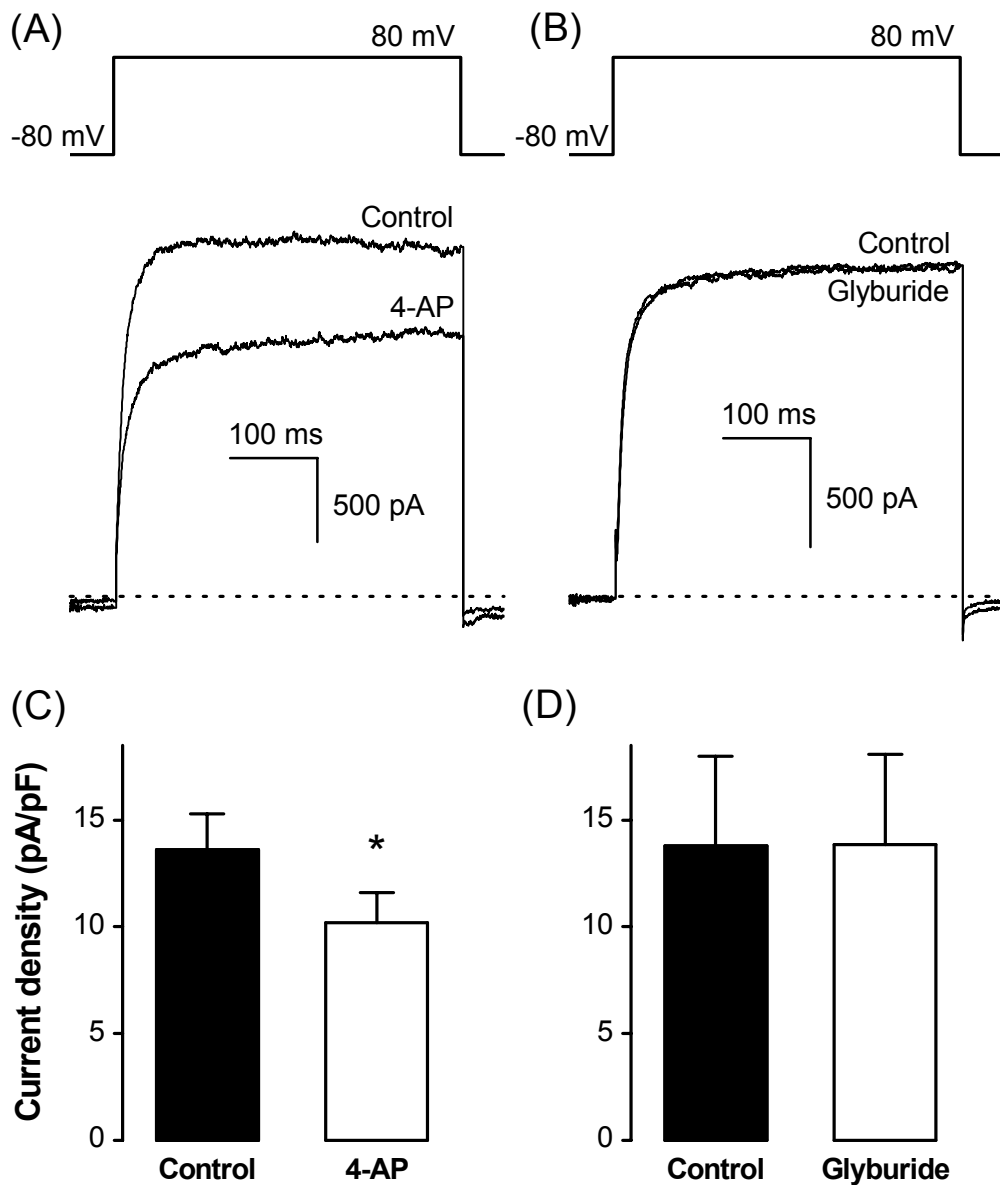 (A)
80 mV
-80 mV
Control
4-AP
100 ms
500 pA
(B)
80 mV
-80 mV
Control
Glyburide
100 ms
500 pA
(C)
Current density (pA/pF)
15
10
5
0
Control
4-AP
*
(D)
15
10
5
0
Control
Glyburide